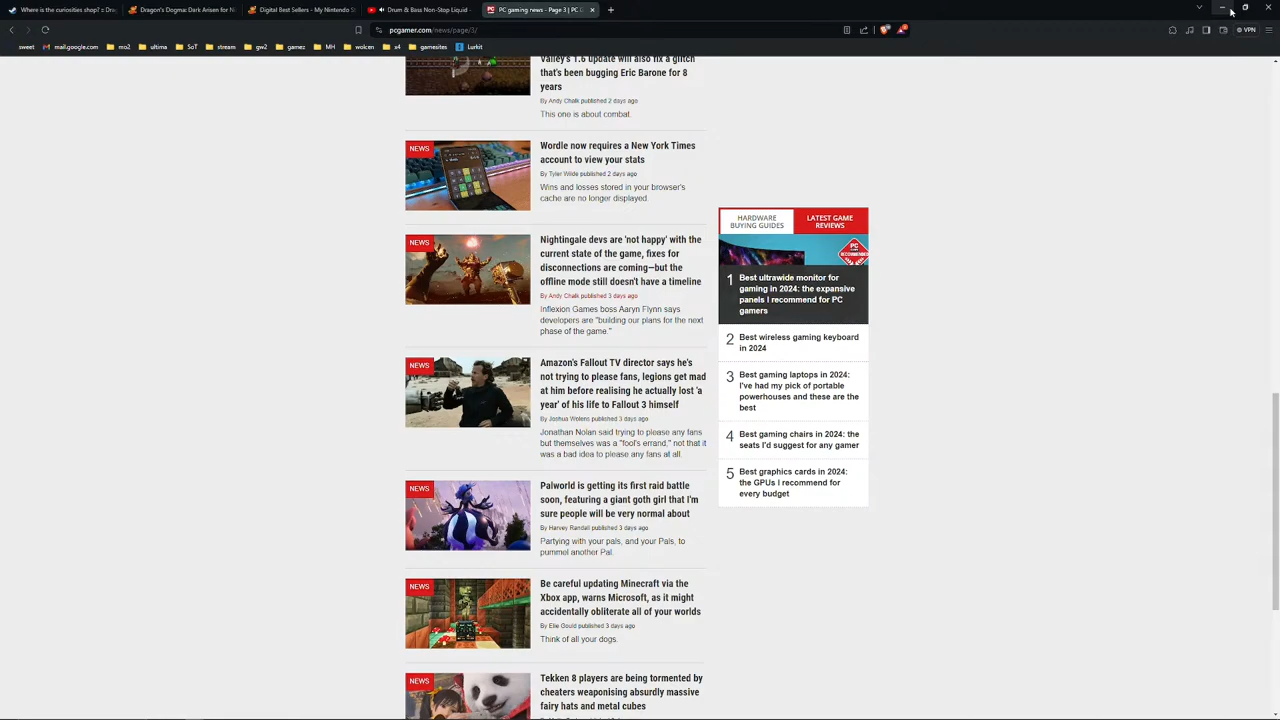 Where is the curiosities shop? :: Drag
Dragon's Dogma: Dark Arisen for N
Digital Best Sellers - My Nintendo S
Drum & Bass Non-Stop Liquid -
PC gaming news - Page 3 | PC G
pcgamer.com/news/page/3/
VPN
sweet
mail.google.com
mo2
ultima
SoT
stream
gw2
gamez
MH
wolcen
x4
gamesites
Lurkit
Valley's 1.6 update will also fix a glitch
that's been bugging Eric Barone for 8
years
By Andy Chalk published 2 days ago
This one is about combat.
NEWS
Wordle now requires a New York Times
account to view your stats
By Tyler Wilde published 2 days ago
Wins and losses stored in your browser's
cache are no longer displayed.
NEWS
Nightingale devs are 'not happy' with the
current state of the game, fixes for
disconnections are coming—but the
offline mode still doesn't have a timeline
By Andy Chalk published 3 days ago
Inflexion Games boss Aaryn Flynn says
developers are "building our plans for the next
phase of the game."
NEWS
Amazon's Fallout TV director says he's
not trying to please fans, legions get mad
at him before realising he actually lost 'a
year' of his life to Fallout 3 himself
By Joshua Wolens published 3 days ago
Jonathan Nolan said trying to please any fans
but themselves was a "fool's errand," not that it
was a bad idea to please any fans at all.
NEWS
Palworld is getting its first raid battle
soon, featuring a giant goth girl that I'm
sure people will be very normal about
By Harvey Randall published 3 days ago
Partying with your pals, and your Pals, to
pummel another Pal.
NEWS
Be careful updating Minecraft via the
Xbox app, warns Microsoft, as it might
accidentally obliterate all of your worlds
By Elie Gould published 3 days ago
Think of all your dogs.
NEWS
Tekken 8 players are being tormented by
cheaters weaponising absurdly massive
fairy hats and metal cubes
HARDWARE
BUYING GUIDES
LATEST GAME
REVIEWS
PC
RECOMMENDED
1 Best ultrawide monitor for
gaming in 2024: the expansive
panels I recommend for PC
gamers
2 Best wireless gaming keyboard
in 2024
3 Best gaming laptops in 2024:
I've had my pick of portable
powerhouses and these are the
best
4 Best gaming chairs in 2024: the
seats I'd suggest for any gamer
5 Best graphics cards in 2024:
the GPUs I recommend for
every budget